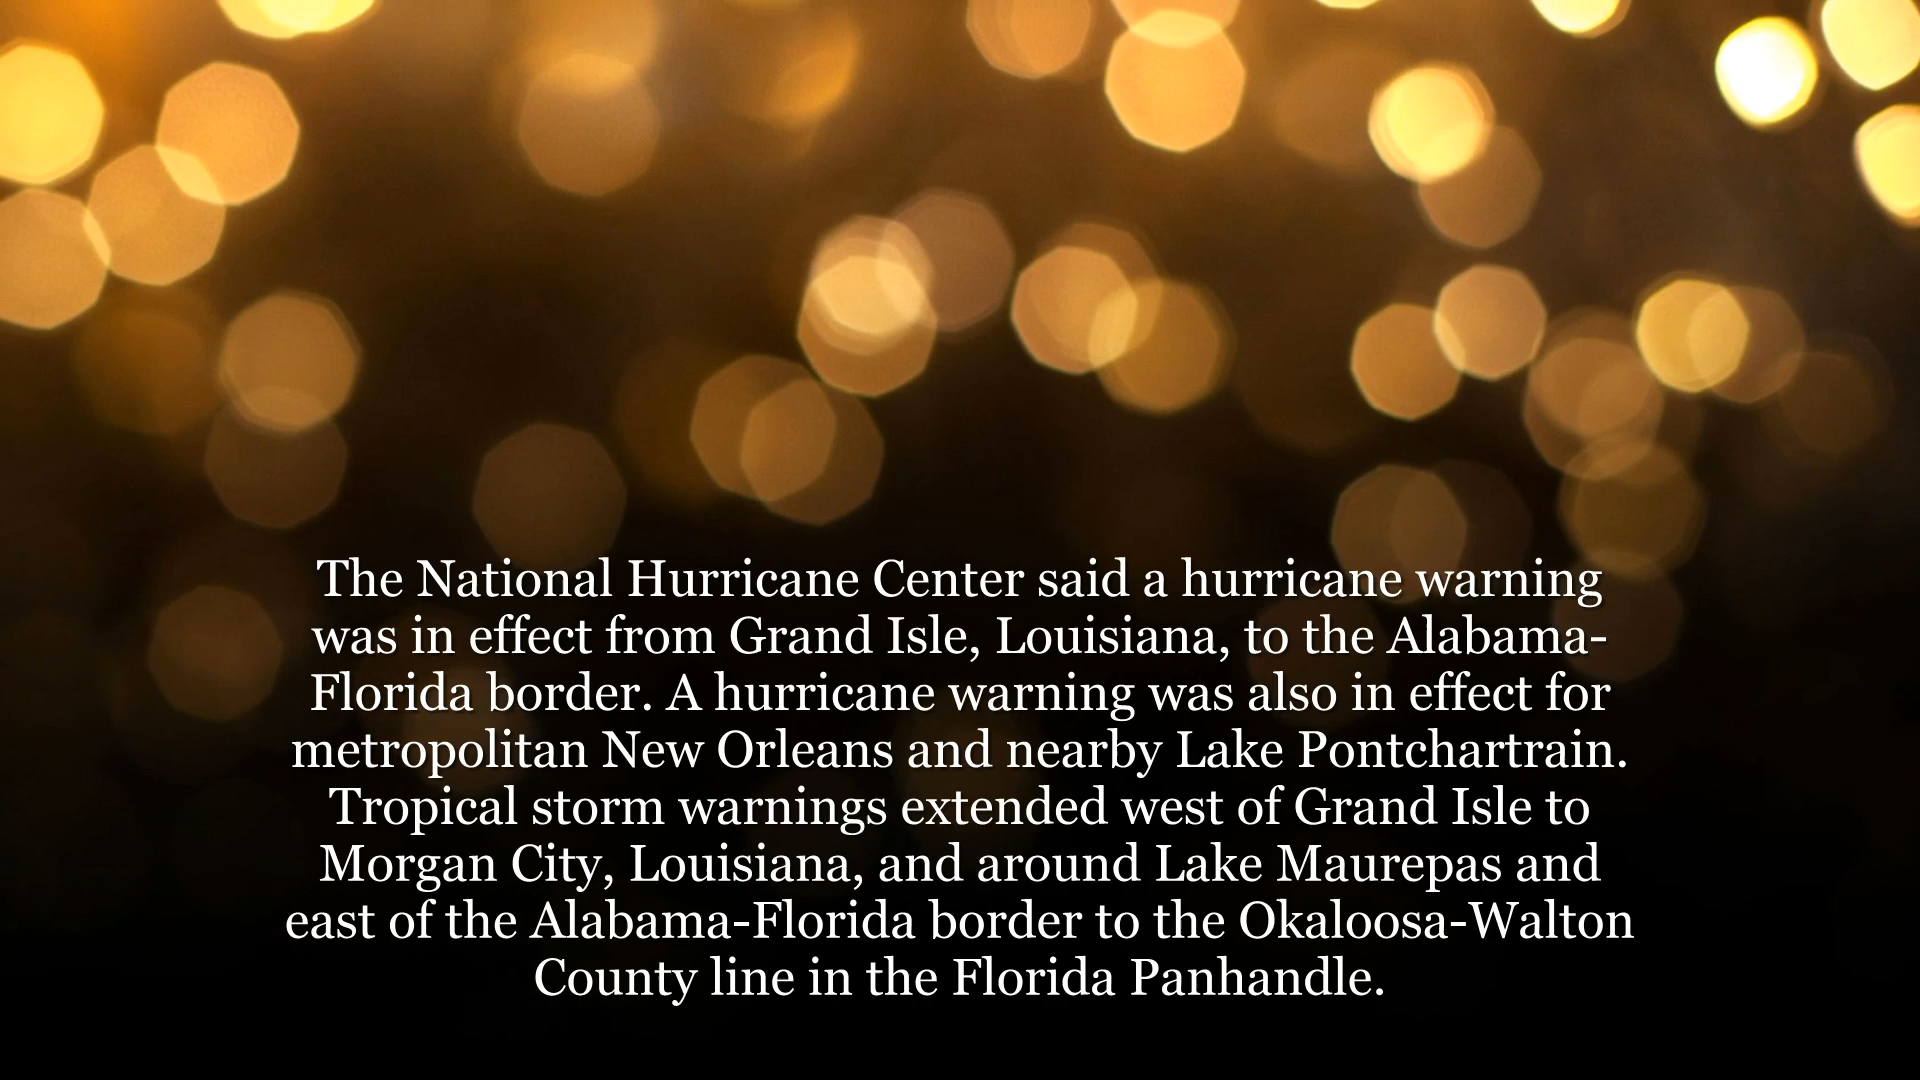 The National Hurricane Center said a hurricane warning
was in effect from Grand Isle, Louisiana, to the Alabama-
Florida border. A hurricane warning was also in effect for
metropolitan New Orleans and nearby Lake Pontchartrain.
Tropical storm warnings extended west of Grand Isle to
Morgan City, Louisiana, and around Lake Maurepas and
east of the Alabama-Florida border to the Okaloosa-Walton
County line in the Florida Panhandle.